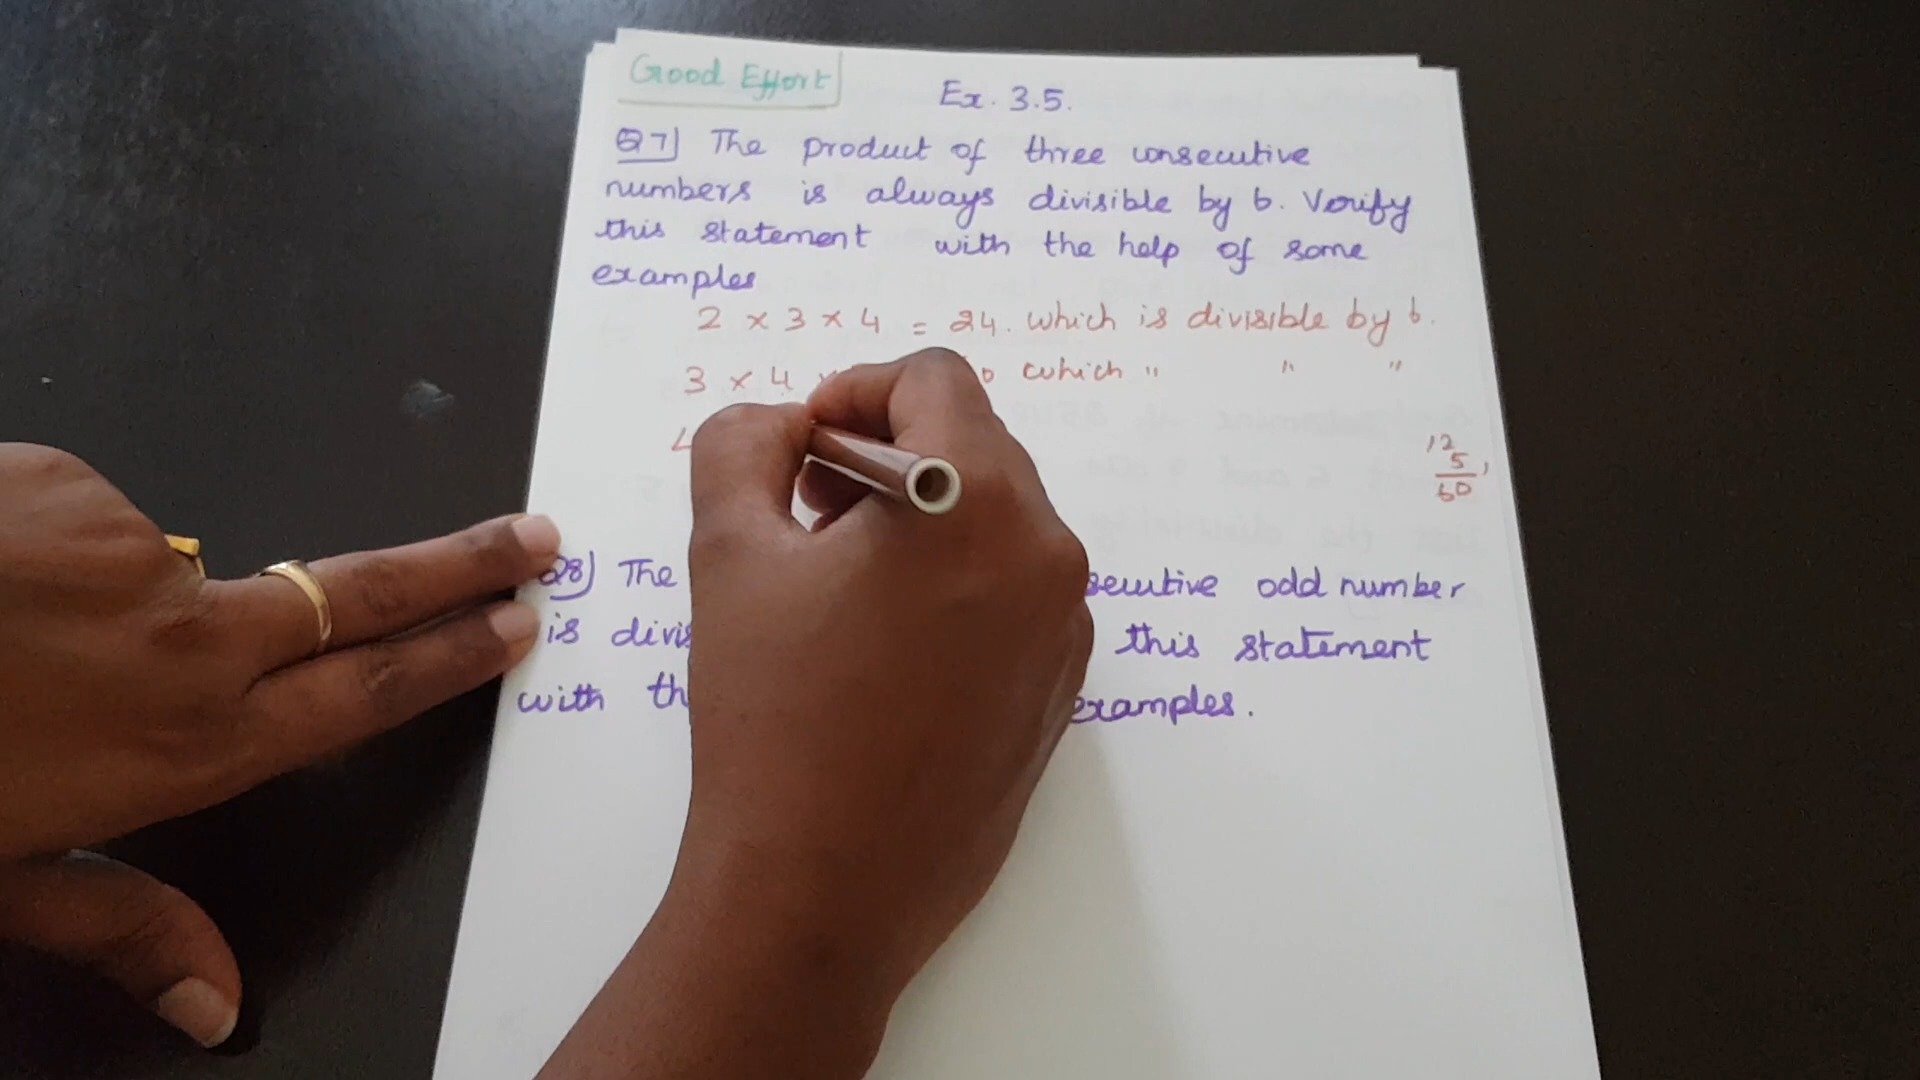 Good Effort
Ex. 3.5.
Q7) The product of three consecutive
numbers is always divisible by 6. Verify
this statement with the help of some
examples
2 × 3 × 4 = 24. which is divisible by 6.
3 × 4 × which " " "
12
5
60
Q8) The odd number
is this statement
with examples.